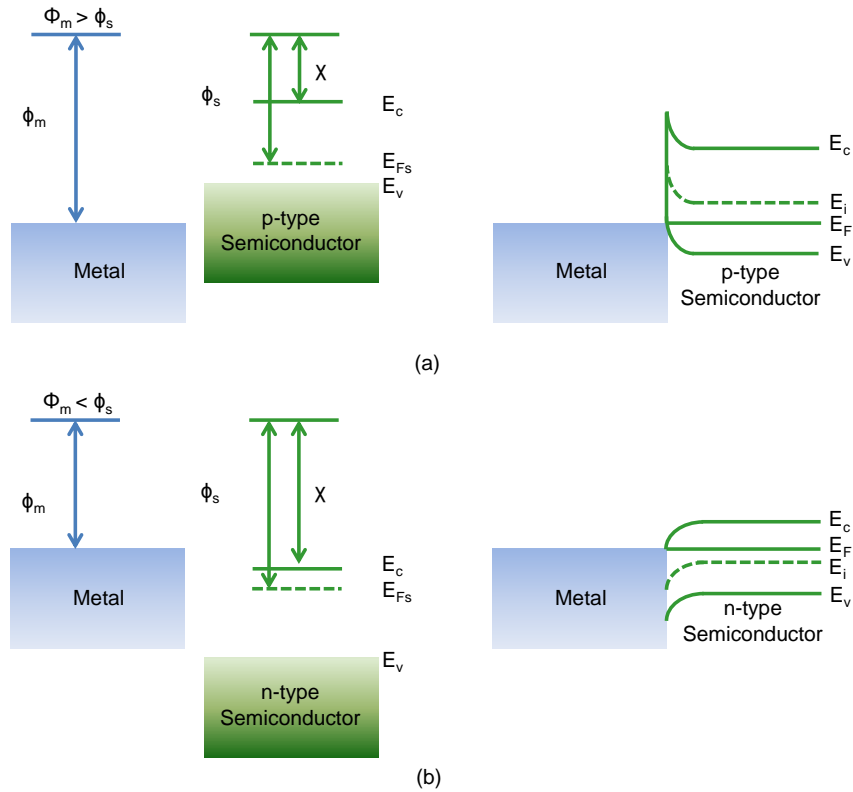 Φm > ϕs
ϕm
ϕs
χ
Ec
EFs
Ev
p-type
Semiconductor
Metal
Ec
Ei
EF
Ev
Metal
p-type
Semiconductor
(a)
Φm < ϕs
ϕm
ϕs
χ
Ec
EFs
Ev
Metal
n-type
Semiconductor
Ec
EF
Ei
Ev
Metal
n-type
Semiconductor
(b)